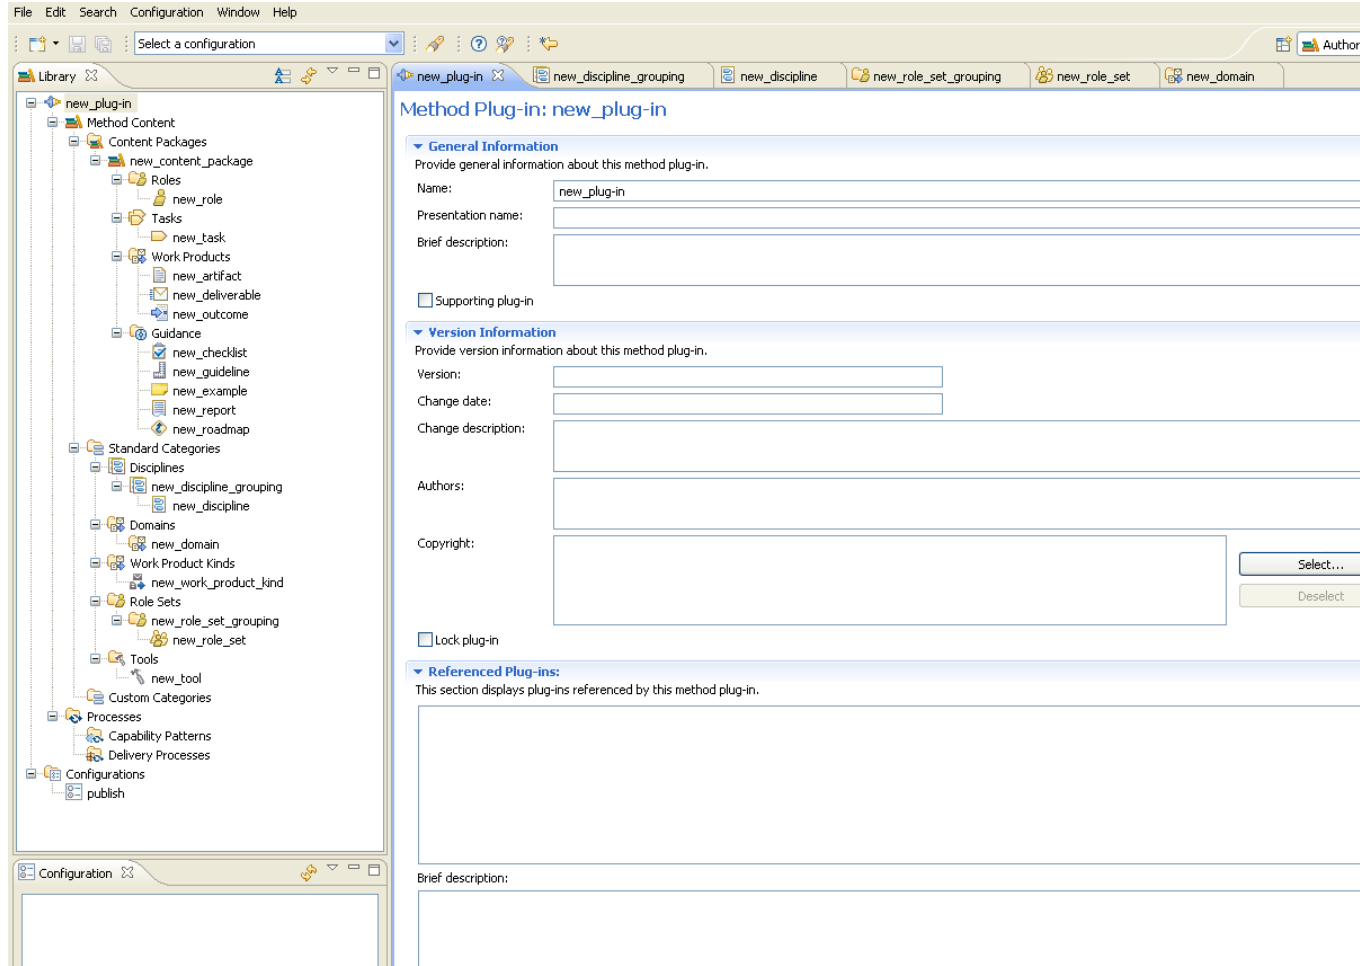 File Edit Search Configuration Window Help
Select a configuration
Author
Library
new_plug-in
Method Content
Content Packages
new_content_package
Roles
new_role
Tasks
new_task
Work Products
new_artifact
new_deliverable
new_outcome
Guidance
new_checklist
new_guideline
new_example
new_report
new_roadmap
Standard Categories
Disciplines
new_discipline_grouping
new_discipline
Domains
new_domain
Work Product Kinds
new_work_product_kind
Role Sets
new_role_set_grouping
new_role_set
Tools
new_tool
Custom Categories
Processes
Capability Patterns
Delivery Processes
Configurations
publish
Configuration
new_plug-in new_discipline_grouping new_discipline new_role_set_grouping new_role_set new_domain
Method Plug-in: new_plug-in
General Information
Provide general information about this method plug-in.
Name: new_plug-in
Presentation name:
Brief description:
Supporting plug-in
Version Information
Provide version information about this method plug-in.
Version:
Change date:
Change description:
Authors:
Copyright:
Select...
Deselect
Lock plug-in
Referenced Plug-ins:
This section displays plug-ins referenced by this method plug-in.
Brief description: